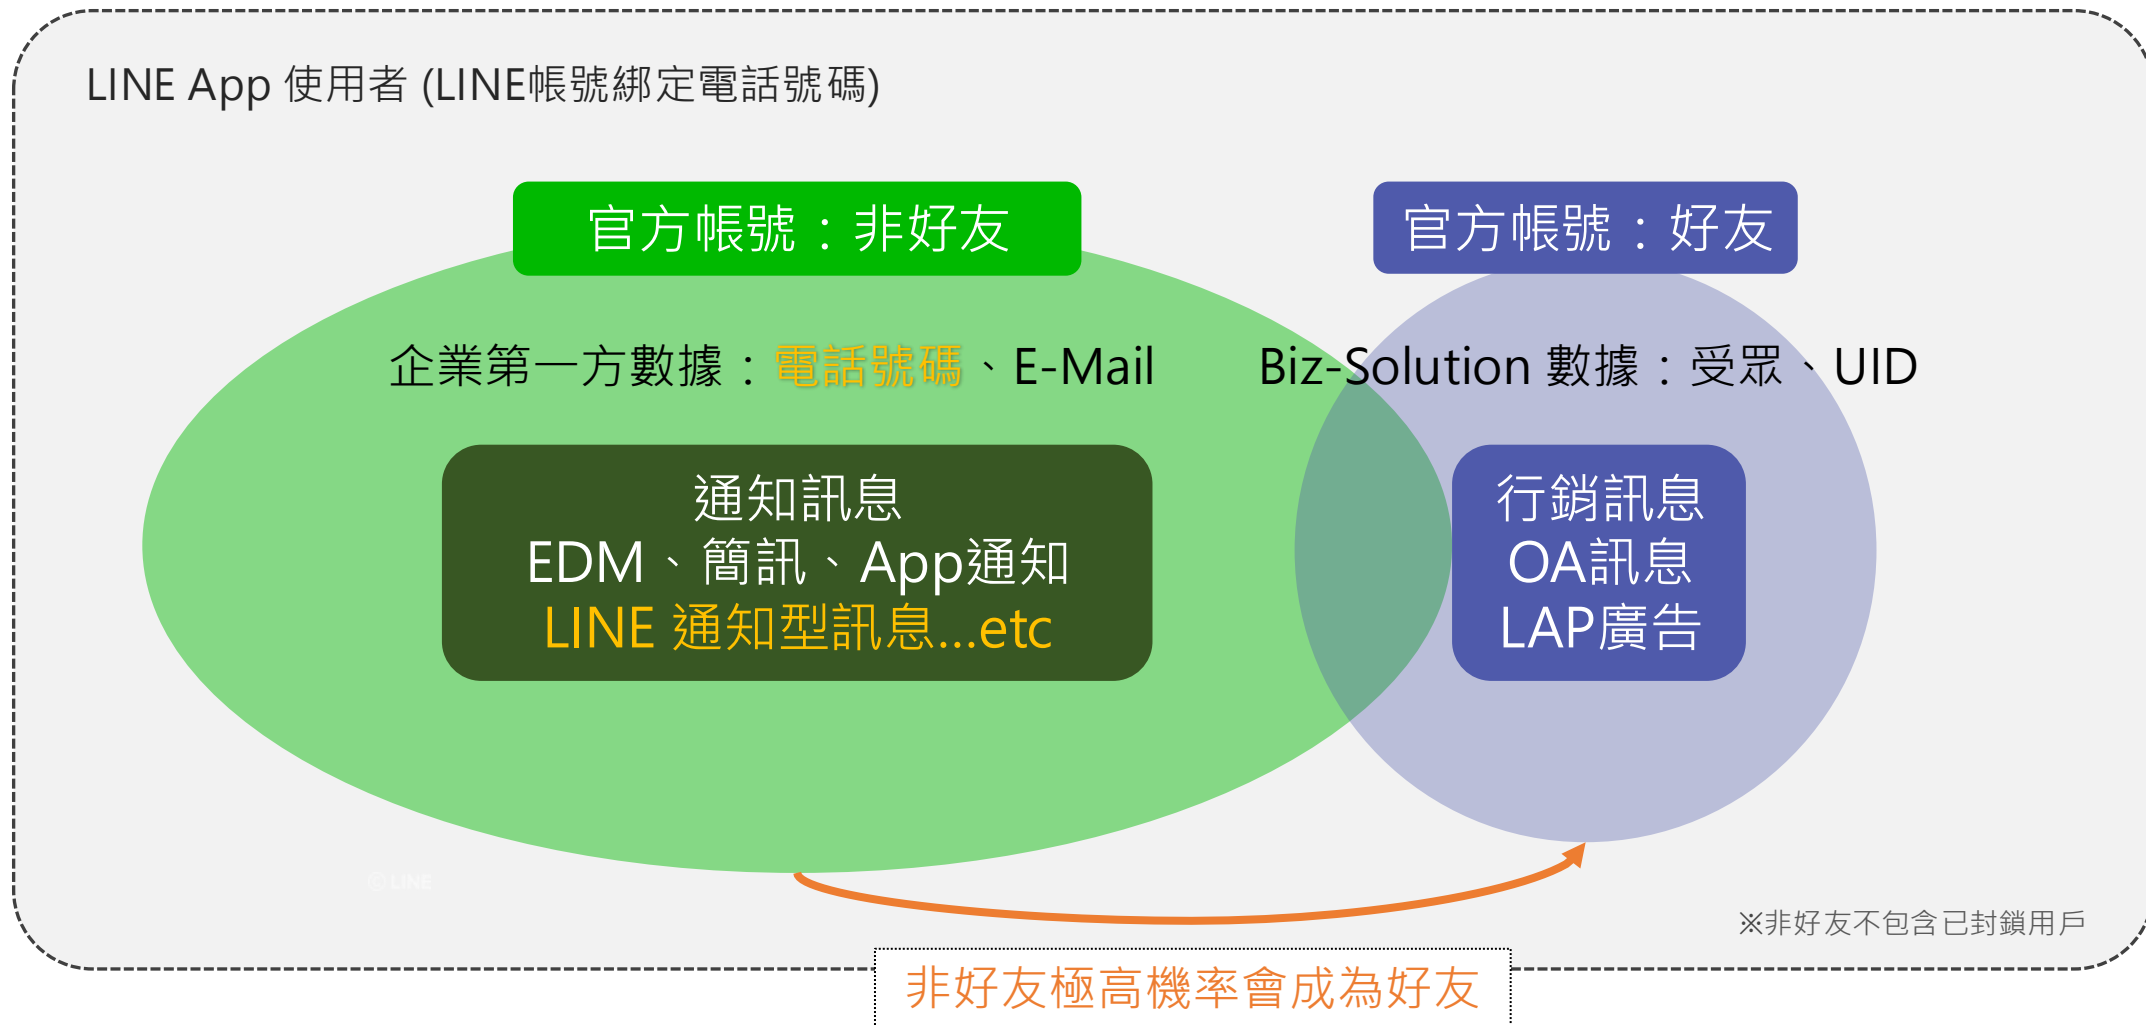 LINE App 使用者 (LINE帳號綁定電話號碼)
官方帳號：非好友
官方帳號：好友
企業第一方數據：電話號碼、E-Mail
Biz-Solution 數據：受眾、UID
通知訊息
EDM、簡訊、App通知
LINE 通知型訊息...etc
行銷訊息
OA訊息
LAP廣告
© LINE
※非好友不包含已封鎖用戶
非好友極高機率會成為好友